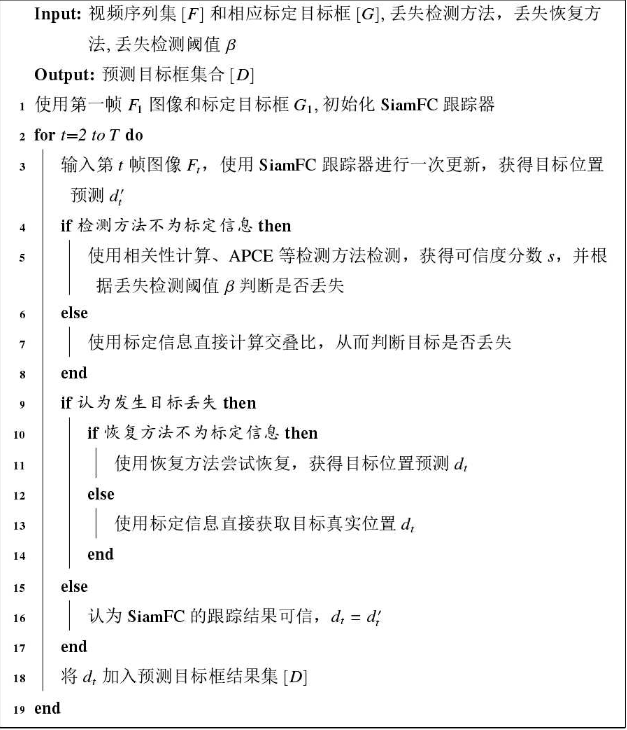 Input: 视频序列集 [F] 和相应标定目标框 [G], 丢失检测方法，丢失恢复方
法, 丢失检测阈值 β
Output: 预测目标框集合 [D]
1 使用第一帧 F₁ 图像和标定目标框 G₁, 初始化 SiamFC 跟踪器
2 for t=2 to T do
3 输入第 t 帧图像 Fₜ，使用 SiamFC 跟踪器进行一次更新，获得目标位置
预测 d′ₜ
4 if 检测方法不为标定信息 then
5 使用相关性计算、APCE 等检测方法检测，获得可信度分数 s，并根
据丢失检测阈值 β 判断是否丢失
6 else
7 使用标定信息直接计算交叠比，从而判断目标是否丢失
8 end
9 if 认为发生目标丢失 then
10 if 恢复方法不为标定信息 then
11 使用恢复方法尝试恢复，获得目标位置预测 dₜ
12 else
13 使用标定信息直接获取目标真实位置 dₜ
14 end
15 else
16 认为 SiamFC 的跟踪结果可信，dₜ = d′ₜ
17 end
18 将 dₜ 加入预测目标框结果集 [D]
19 end